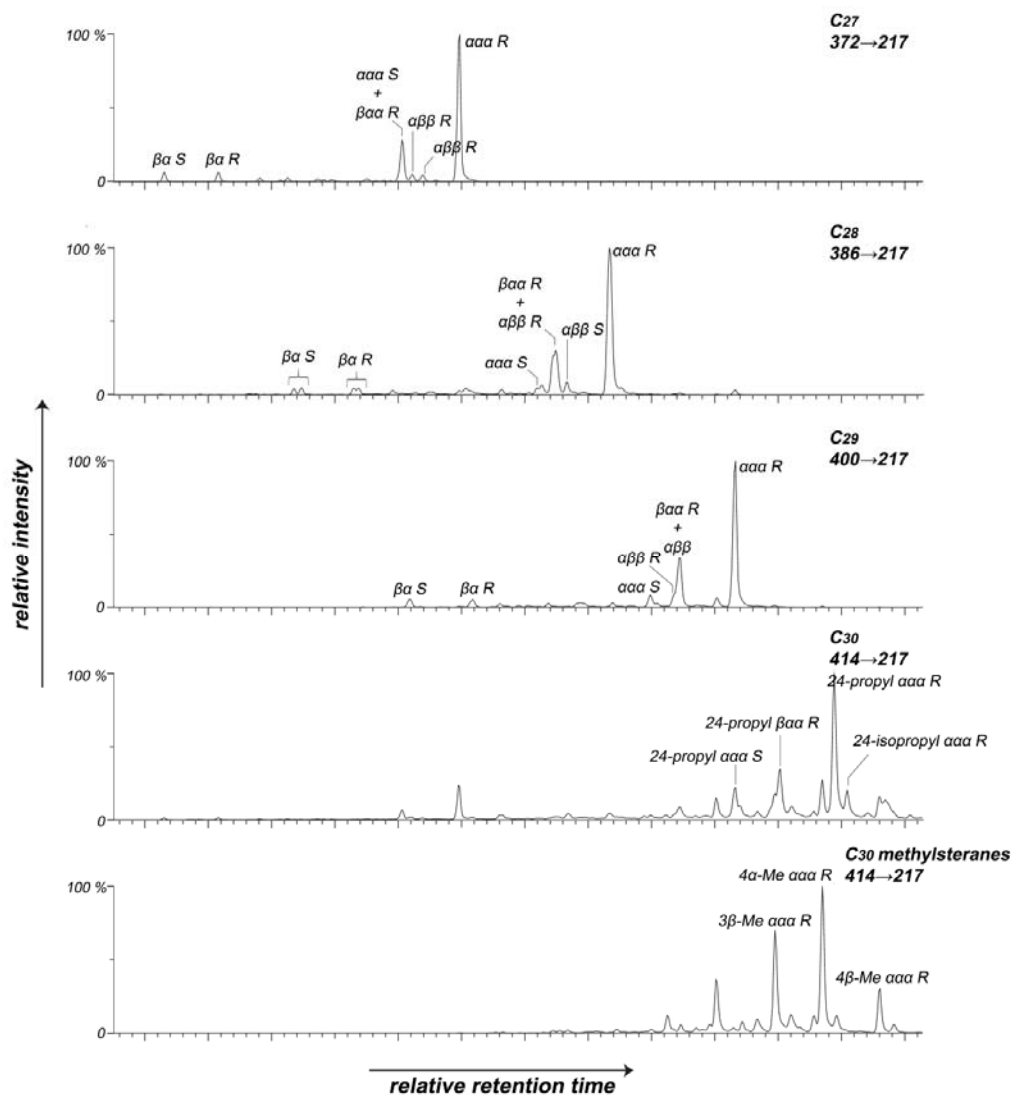 C27
372→217
100 %
ααα R
ααα S
+
βαα R
αββ R
αββ R
βα S
βα R
0
C28
386→217
100 %
ααα R
βαα R
+
αββ R
αββ S
ααα S
βα S
βα R
0
C29
400→217
100 %
ααα R
βαα R
+
αββ
αββ R
ααα S
βα S
βα R
0
C30
414→217
100 %
24-propyl ααα R
24-propyl βαα R
24-isopropyl ααα R
24-propyl ααα S
0
C30 methylsteranes
414→217
100 %
4α-Me ααα R
3β-Me ααα R
4β-Me ααα R
0
relative intensity
relative retention time